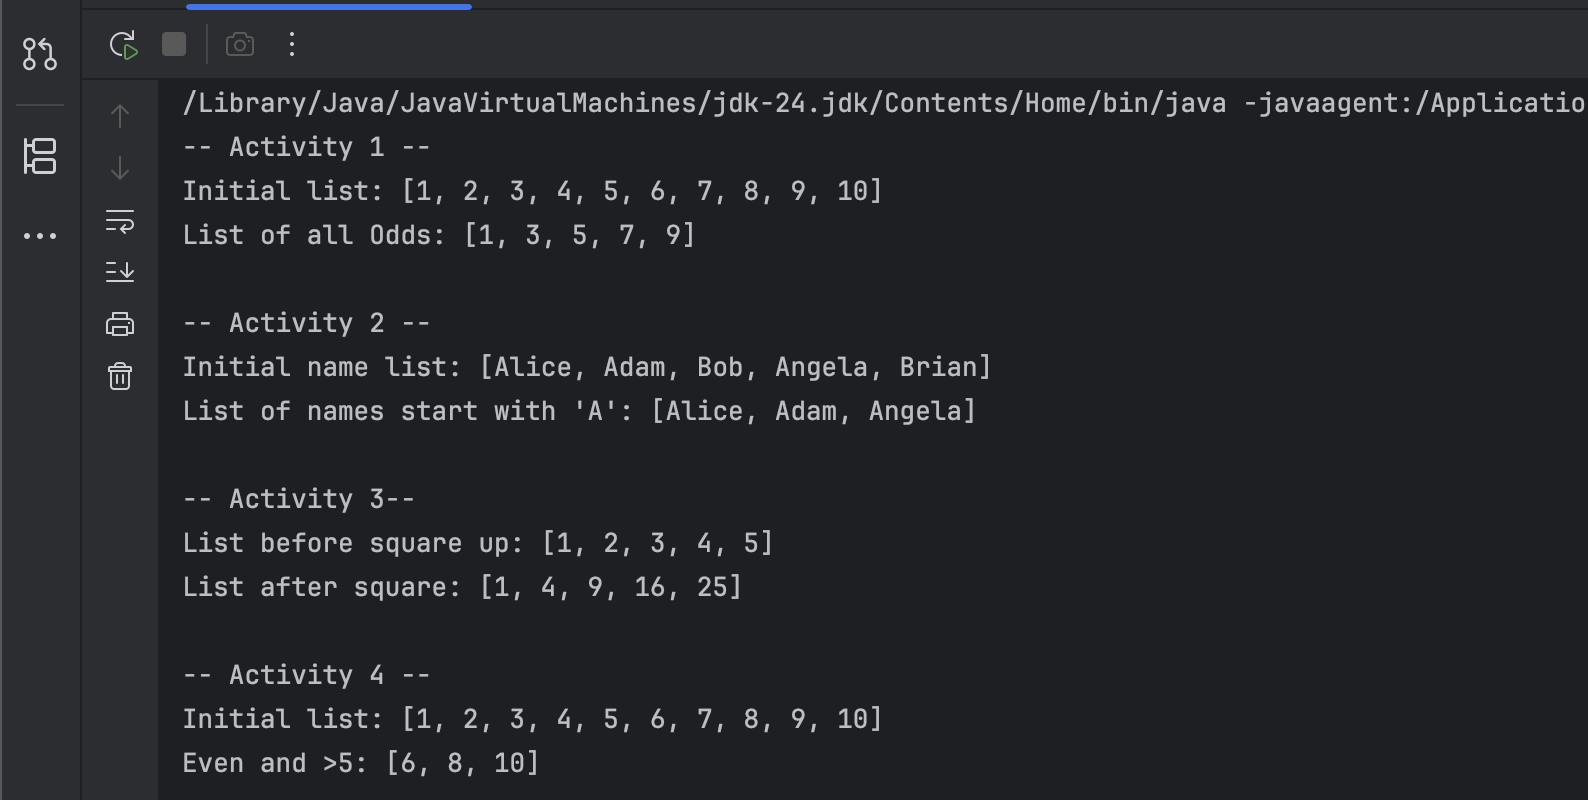 /Library/Java/JavaVirtualMachines/jdk-24.jdk/Contents/Home/bin/java -javaagent:/Applicatio
-- Activity 1 --
Initial list: [1, 2, 3, 4, 5, 6, 7, 8, 9, 10]
List of all Odds: [1, 3, 5, 7, 9]
-- Activity 2 --
Initial name list: [Alice, Adam, Bob, Angela, Brian]
List of names start with 'A': [Alice, Adam, Angela]
-- Activity 3--
List before square up: [1, 2, 3, 4, 5]
List after square: [1, 4, 9, 16, 25]
-- Activity 4 --
Initial list: [1, 2, 3, 4, 5, 6, 7, 8, 9, 10]
Even and >5: [6, 8, 10]